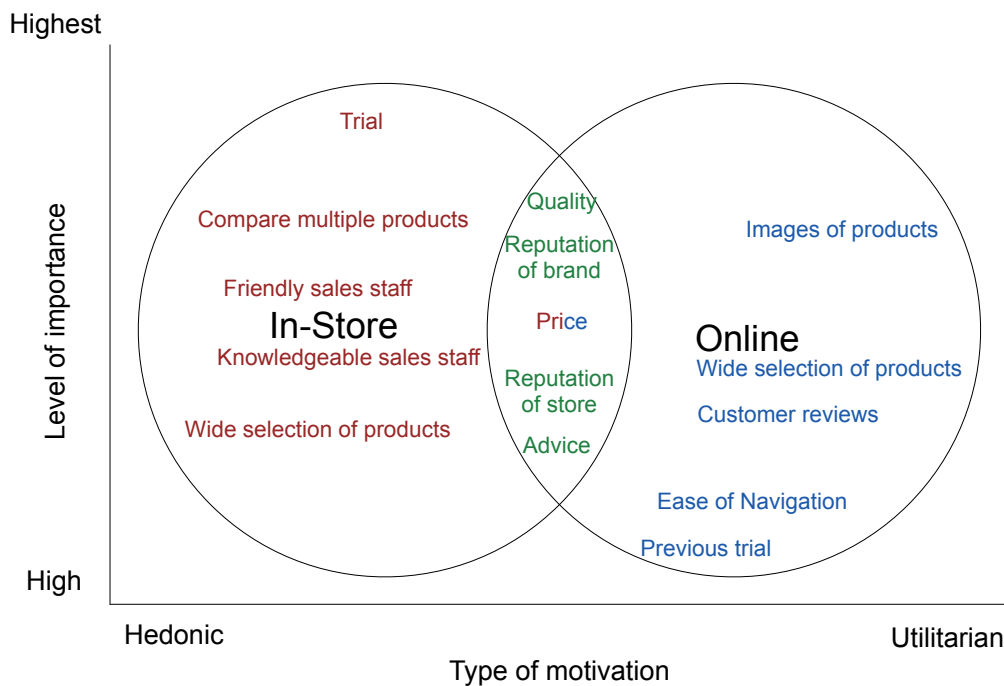 Highest
Trial
Quality
Compare multiple products
Images of products
Reputation
of brand
Friendly sales staff
Price
In-Store
Online
Level of importance
Knowledgeable sales staff
Wide selection of products
Reputation
of store
Customer reviews
Wide selection of products
Advice
Ease of Navigation
Previous trial
High
Hedonic
Utilitarian
Type of motivation